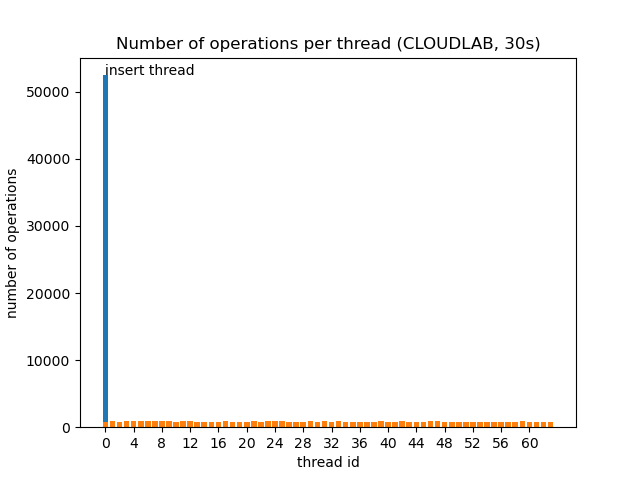 Number of operations per thread (CLOUDLAB, 30s)
insert thread
50000
40000
30000
20000
10000
0
number of operations
0 4 8 12 16 20 24 28 32 36 40 44 48 52 56 60
thread id